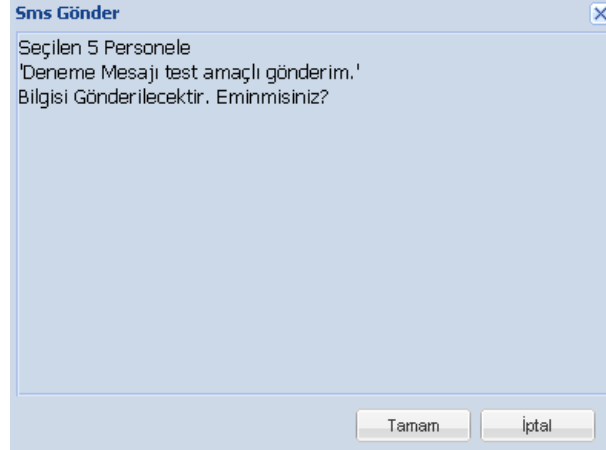 Sms Gönder
Seçilen 5 Personele
'Deneme Mesajı test amaçlı gönderim.'
Bilgisi Gönderilecektir. Eminmisiniz?
Tamam
İptal